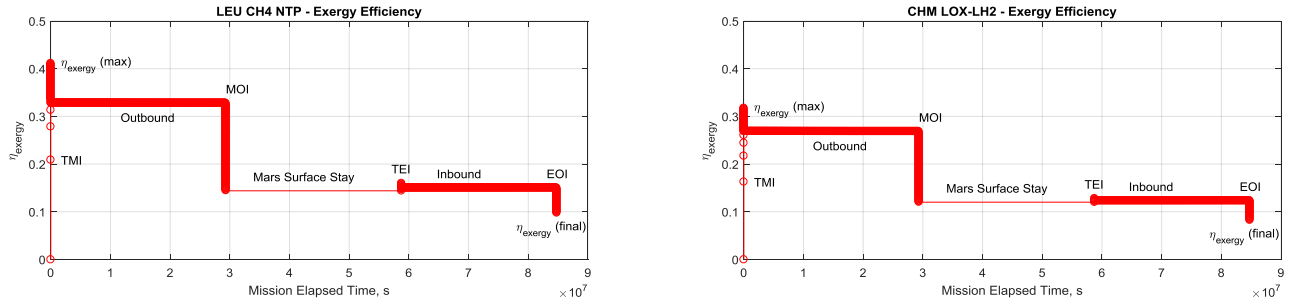 LEU CH4 NTP - Exergy Efficiency
0.5
0.4
0.3
0.2
0.1
0
ηexergy
ηexergy (max)
MOI
Outbound
TMI
TEI
Mars Surface Stay
Inbound
EOI
ηexergy (final)
0 1 2 3 4 5 6 7 8 9
Mission Elapsed Time, s
×10^7
CHM LOX-LH2 - Exergy Efficiency
0.5
0.4
0.3
0.2
0.1
0
ηexergy
ηexergy (max)
MOI
Outbound
TMI
TEI
Mars Surface Stay
Inbound
EOI
ηexergy (final)
0 1 2 3 4 5 6 7 8 9
Mission Elapsed Time, s
×10^7